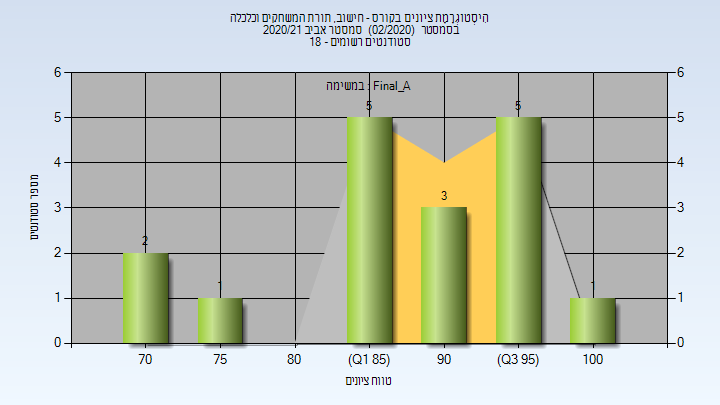 היסטוגרמת ציונים בקורס - חישוב, תורת המשחקים וכלכלה
בסמסטר (02/2020) סמסטר אביב 2020/21
סטודנטים רשומים - 18
במשימה : Final_A
6 6
5 5
4 4
3 3
2 2
1 1
0 0
2 1 5 3 5 1
מספר סטודנטים
70 75 80 (Q1 85) 90 (Q3 95) 100
טווח ציונים